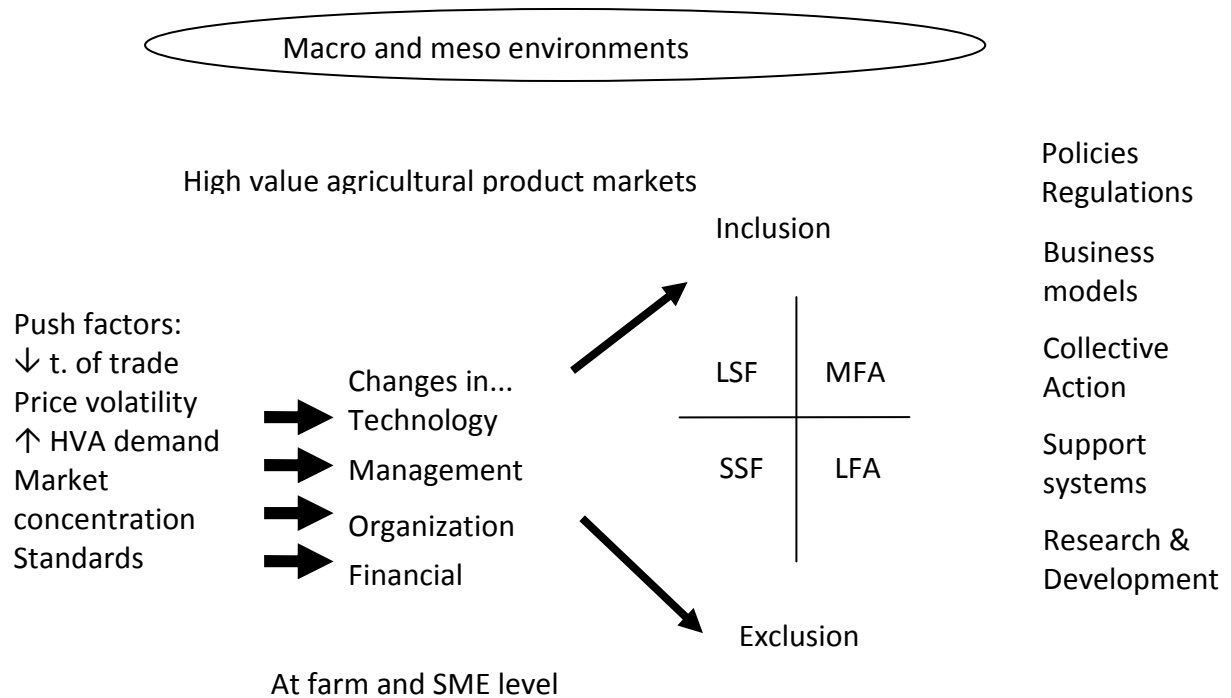 Macro and meso environments
High value agricultural product markets
Push factors:
↓ t. of trade
Price volatility
↑ HVA demand
Market
concentration
Standards
Changes in...
Technology
Management
Organization
Financial
At farm and SME level
Inclusion
LSF MFA
SSF LFA
Exclusion
Policies
Regulations
Business
models
Collective
Action
Support
systems
Research &
Development